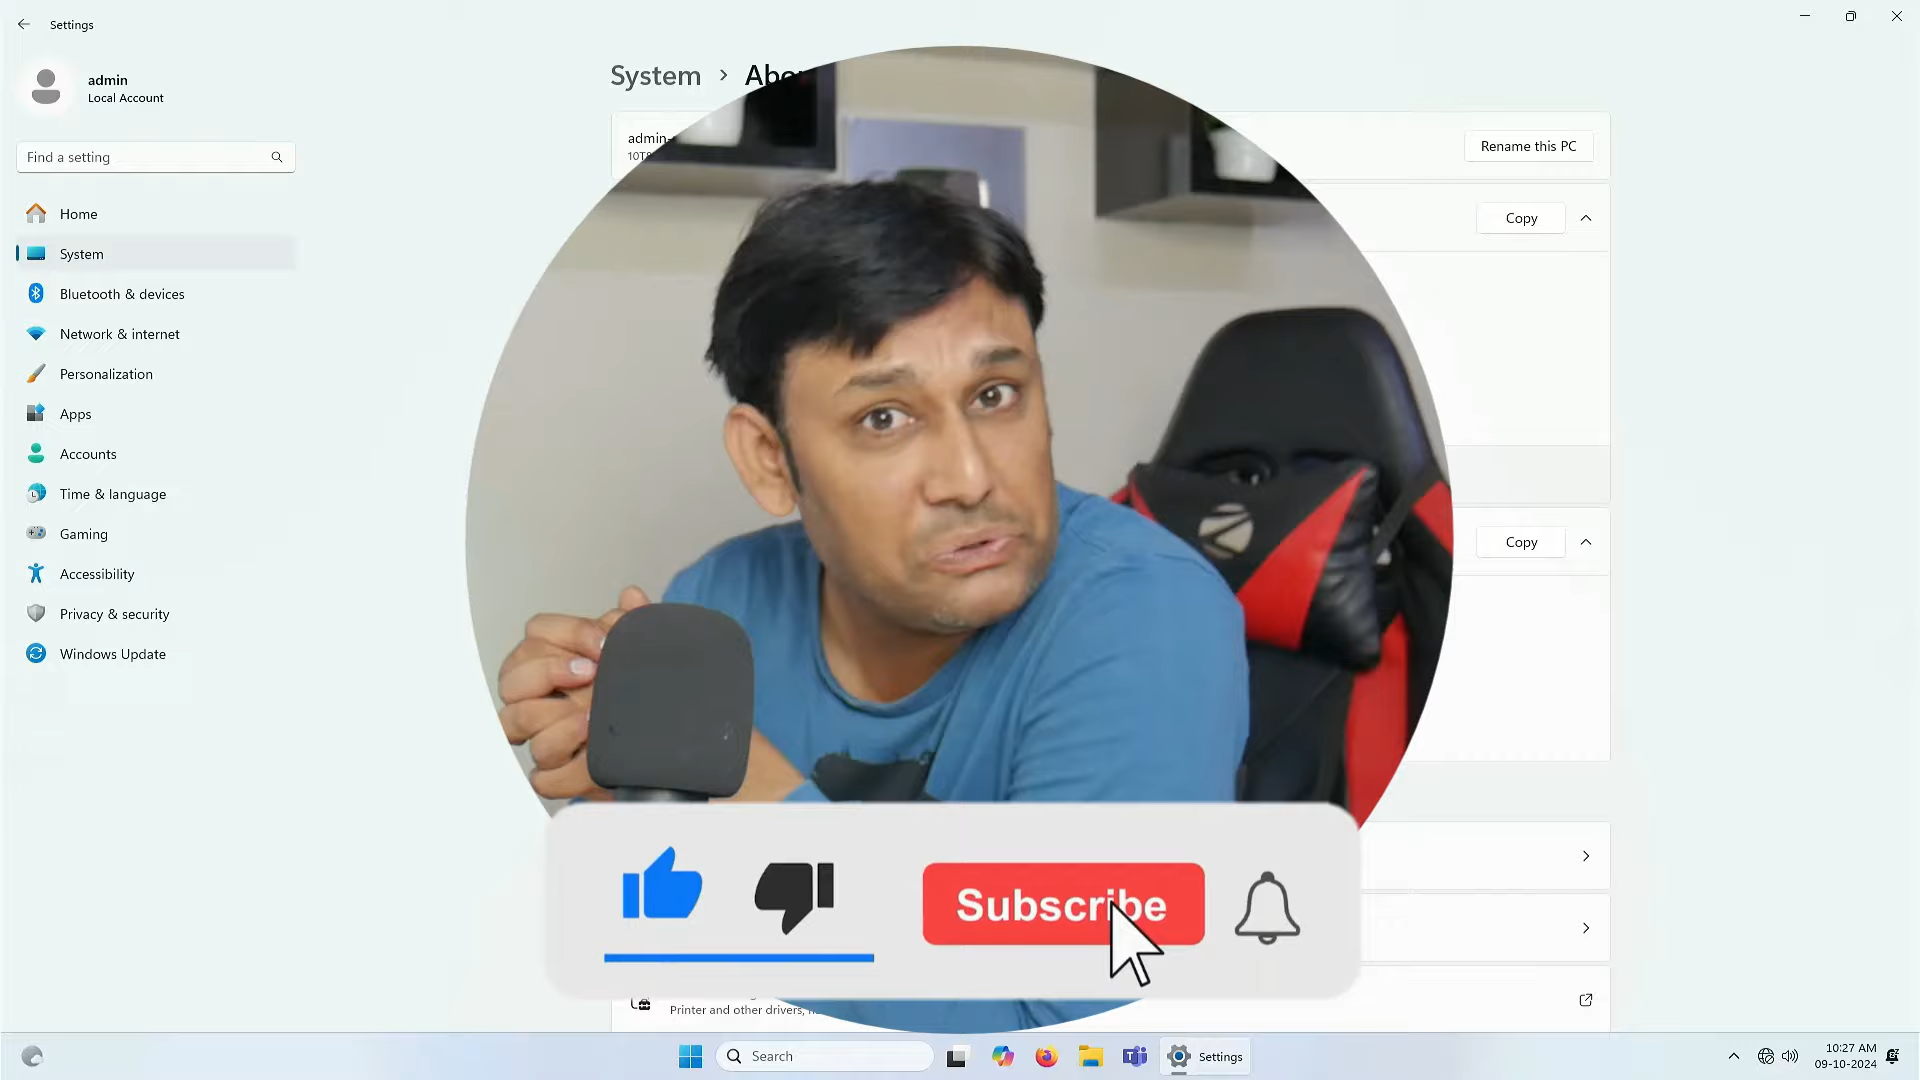 Settings
admin
Local Account
Find a setting
Home
System
Bluetooth & devices
Network & internet
Personalization
Apps
Accounts
Time & language
Gaming
Accessibility
Privacy & security
Windows Update
System > Abo
admin-
Rename this PC
Copy
Copy
Subscribe
Printer and other drivers,
Search
Settings
10:27 AM
09-10-2024